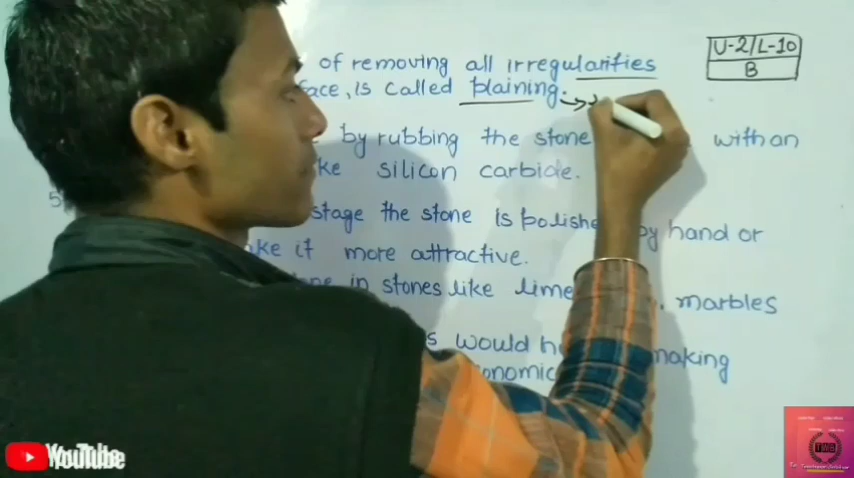 of removing all irregularities
face, is called plaining.
U-2/L-10
B
by rubbing the stone with an
ke silicon carbide.
5
stage the stone is polishe by hand or
ake it more attractive.
in stones like lime marbles
s would h making
onomic
YouTube
TWB